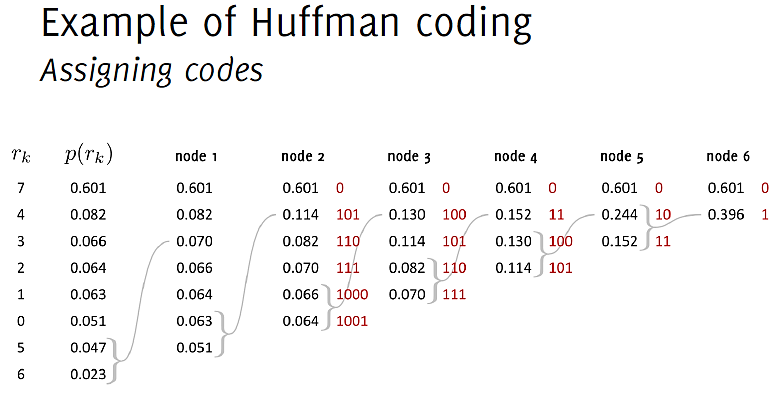 Example of Huffman coding
Assigning codes
r_k p(r_k) node 1 node 2 node 3 node 4 node 5 node 6
7 0.601 0.601 0.601 0 0.601 0 0.601 0 0.601 0 0.601 0
4 0.082 0.082 0.114 101 0.130 100 0.152 11 0.244 10 0.396 1
3 0.066 0.070 0.082 110 0.114 101 0.130 100 0.152 11
2 0.064 0.066 0.070 111 0.082 110 0.114 101
1 0.063 0.064 0.066 1000 0.070 111
0 0.051 0.063 0.064 1001
5 0.047 0.051
6 0.023